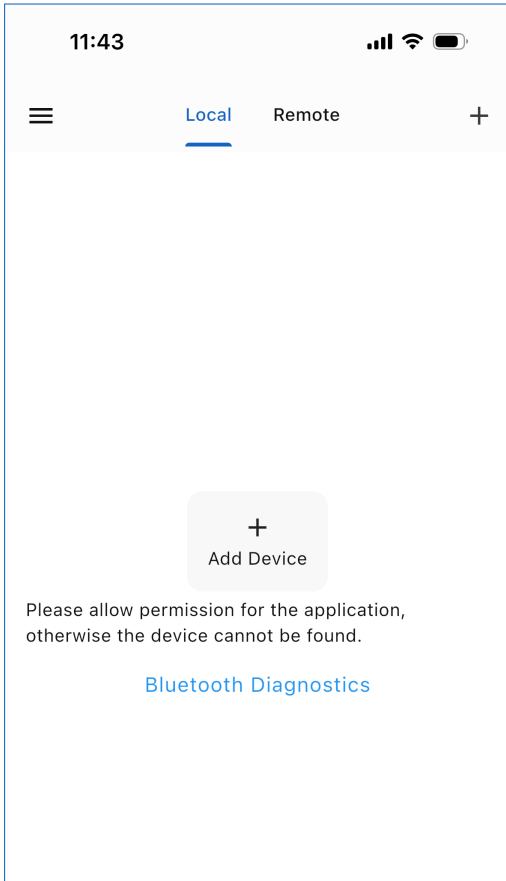 11:43
Local Remote
Add Device
Please allow permission for the application,
otherwise the device cannot be found.
Bluetooth Diagnostics